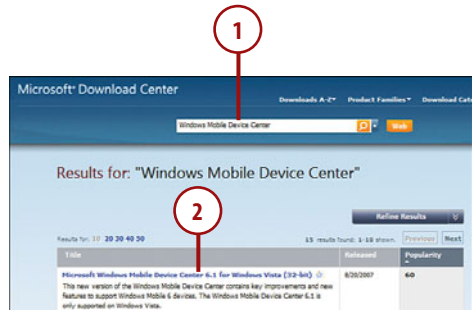 1
Microsoft Download Center
Downloads A-Z Product Families Download Cate
Windows Mobile Device Center Web
Results for: "Windows Mobile Device Center"
2
Refine Results
Results for: 10 20 30 40 50 15 results found; 1-10 shown. Previous Next
Title Released Popularity
Microsoft Windows Mobile Device Center 6.1 for Windows Vista (32-bit) 8/20/2007 60
This new version of the Windows Mobile Device Center contains key improvements and new
features to support Windows Mobile 6 devices. The Windows Mobile Device Center 6.1 is
only supported on Windows Vista.